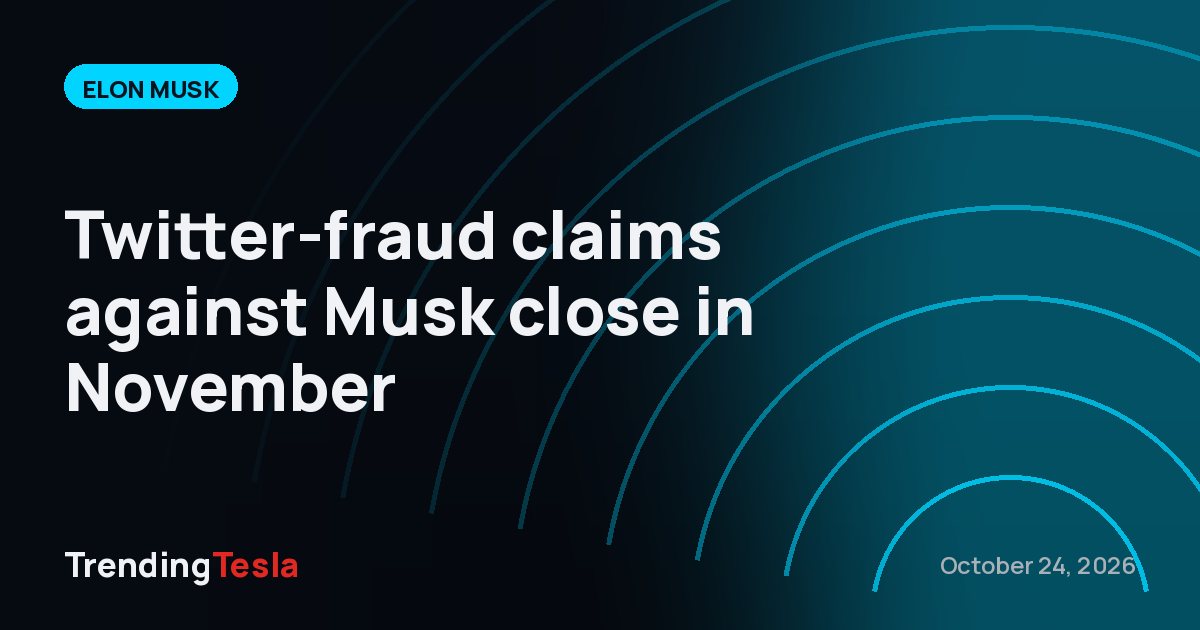 ELON MUSK
Twitter-fraud claims
against Musk close in
November
TrendingTesla
October 24, 2026